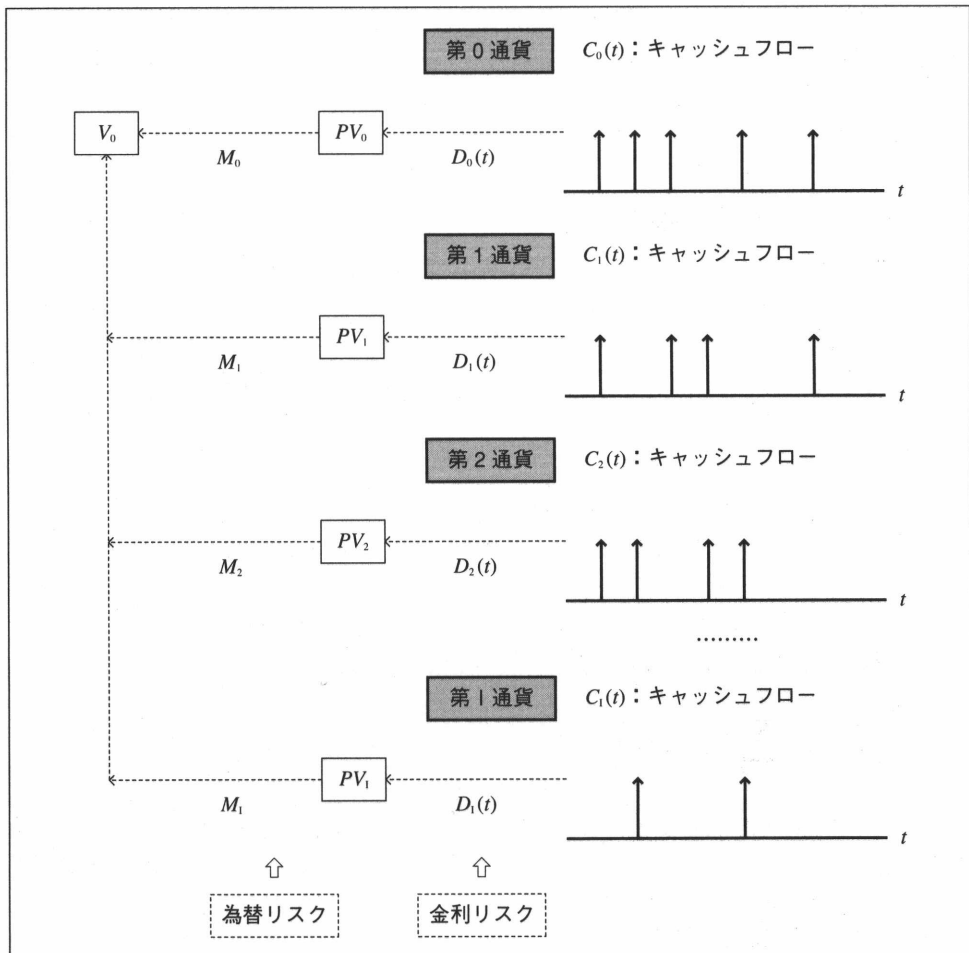 第0通貨 C₀(t)：キャッシュフロー
V₀ PV₀
M₀ D₀(t)
t
第1通貨 C₁(t)：キャッシュフロー
PV₁
M₁ D₁(t)
t
第2通貨 C₂(t)：キャッシュフロー
PV₂
M₂ D₂(t)
t
………
第I通貨 C_I(t)：キャッシュフロー
PV_I
M_I D_I(t)
t
為替リスク 金利リスク